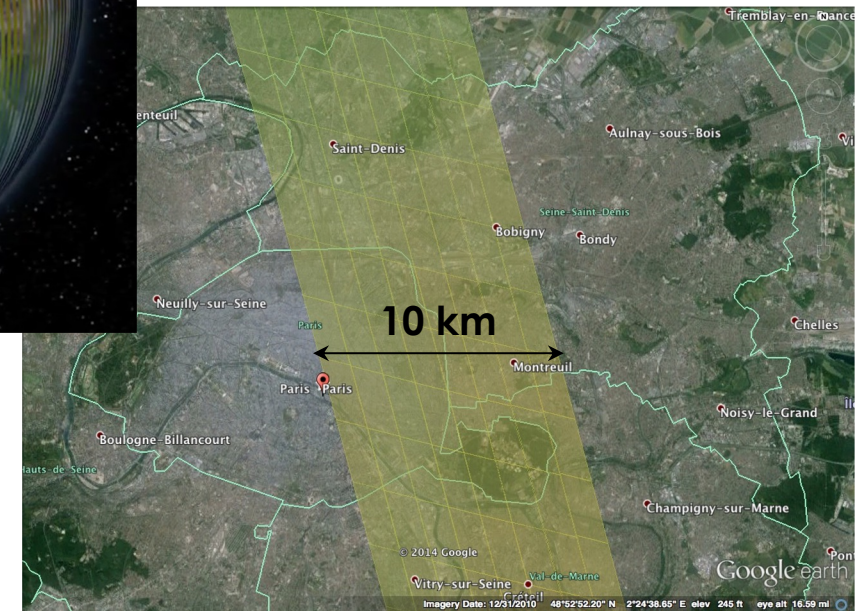 Tremblay-en-France
N
enteuil
Aulnay-sous-Bois
Vi
Saint-Denis
Seine-Saint-Denis
Bobigny
Bondy
Neuilly-sur-Seine
10 km
Paris
Chelles
Montreuil
Paris Paris
Noisy-le-Grand
Boulogne-Billancourt
Hauts-de-Seine
Champigny-sur-Marne
© 2014 Google
Pont
Google earth
Vitry-sur-Seine
Val-de-Marne
Créteil
Imagery Date: 12/31/2010 48°52'52.20" N 2°24'38.65" E elev 245 ft eye alt 16.59 mi